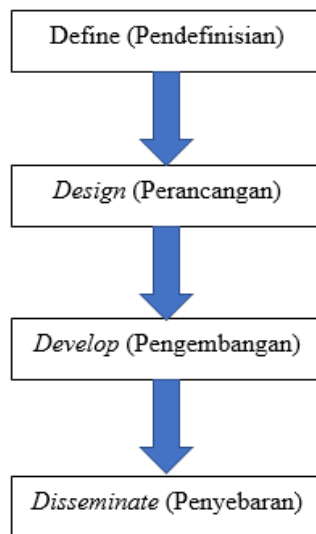 Define (Pendefinisian)
Design (Perancangan)
Develop (Pengembangan)
Disseminate (Penyebaran)